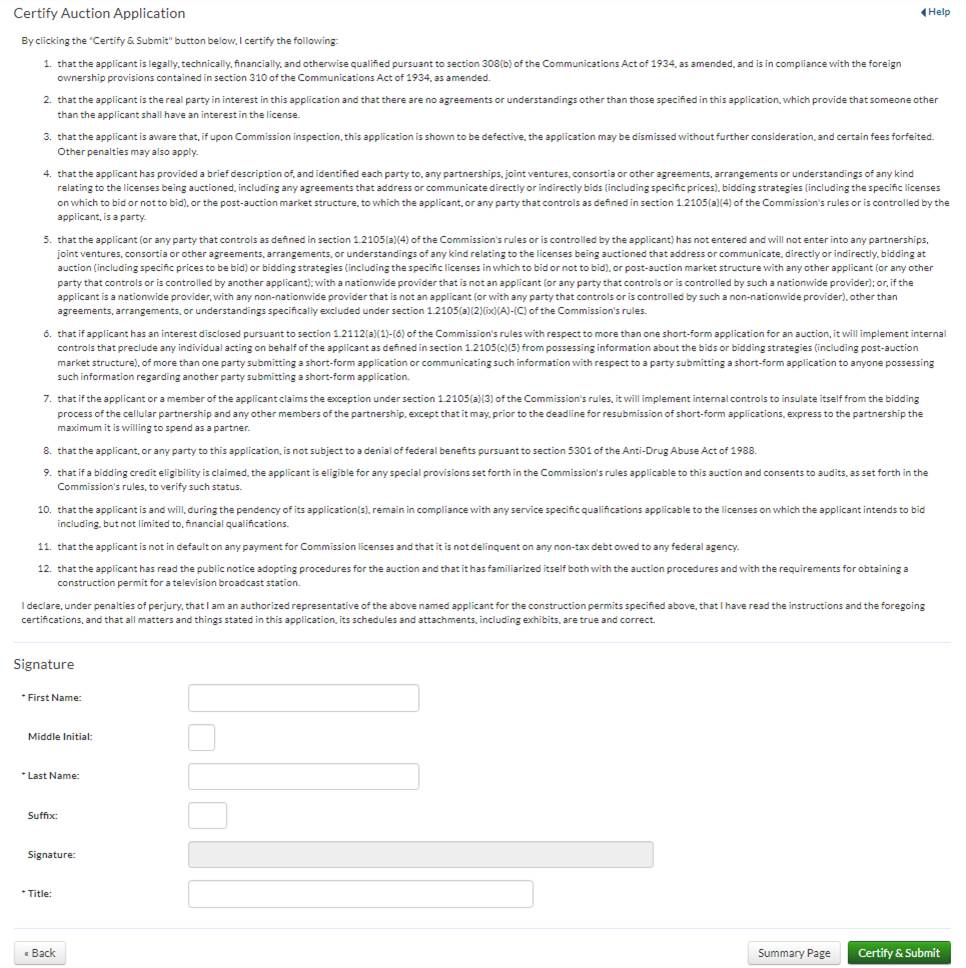 Certify Auction Application
Help
By clicking the "Certify & Submit" button below, I certify the following:
1. that the applicant is legally, technically, financially, and otherwise qualified pursuant to section 308(b) of the Communications Act of 1934, as amended, and is in compliance with the foreign
ownership provisions contained in section 310 of the Communications Act of 1934, as amended.
2. that the applicant is the real party in interest in this application and that there are no agreements or understandings other than those specified in this application, which provide that someone other
than the applicant shall have an interest in the license.
3. that the applicant is aware that, if upon Commission inspection, this application is shown to be defective, the application may be dismissed without further consideration, and certain fees forfeited.
Other penalties may also apply.
4. that the applicant has provided a brief description of, and identified each party to, any partnerships, joint ventures, consortia or other agreements, arrangements or understandings of any kind
relating to the licenses being auctioned, including any agreements that address or communicate directly or indirectly bids (including specific prices), bidding strategies (including the specific licenses
on which to bid or not to bid), or the post-auction market structure, to which the applicant, or any party that controls as defined in section 1.2105(a)(4) of the Commission's rules or is controlled by the
applicant, is a party.
5. that the applicant (or any party that controls as defined in section 1.2105(a)(4) of the Commission's rules or is controlled by the applicant) has not entered and will not enter into any partnerships,
joint ventures, consortia or other agreements, arrangements, or understandings of any kind relating to the licenses being auctioned that address or communicate, directly or indirectly, bidding at
auction (including specific prices to be bid) or bidding strategies (including the specific licenses in which to bid or not to bid), or post-auction market structure with any other applicant (or any other
party that controls or is controlled by another applicant); with a nationwide provider that is not an applicant (or any party that controls or is controlled by such a nationwide provider); or, if the
applicant is a nationwide provider, with any non-nationwide provider that is not an applicant (or with any party that controls or is controlled by such a non-nationwide provider), other than
agreements, arrangements, or understandings specifically excluded under section 1.2105(a)(2)(ix)(A)-(C) of the Commission's rules.
6. that if applicant has an interest disclosed pursuant to section 1.2112(a)(1)-(6) of the Commission's rules with respect to more than one short-form application for an auction, it will implement internal
controls that preclude any individual acting on behalf of the applicant as defined in section 1.2105(c)(5) from possessing information about the bids or bidding strategies (including post-auction
market structure), of more than one party submitting a short-form application or communicating such information with respect to a party submitting a short-form application to anyone possessing
such information regarding another party submitting a short-form application.
7. that if the applicant or a member of the applicant claims the exception under section 1.2105(a)(3) of the Commission's rules, it will implement internal controls to insulate itself from the bidding
process of the cellular partnership and any other members of the partnership, except that it may, prior to the deadline for resubmission of short-form applications, express to the partnership the
maximum it is willing to spend as a partner.
8. that the applicant, or any party to this application, is not subject to a denial of federal benefits pursuant to section 5301 of the Anti-Drug Abuse Act of 1988.
9. that if a bidding credit eligibility is claimed, the applicant is eligible for any special provisions set forth in the Commission's rules applicable to this auction and consents to audits, as set forth in the
Commission's rules, to verify such status.
10. that the applicant is and will, during the pendency of its application(s), remain in compliance with any service specific qualifications applicable to the licenses on which the applicant intends to bid
including, but not limited to, financial qualifications.
11. that the applicant is not in default on any payment for Commission licenses and that it is not delinquent on any non-tax debt owed to any federal agency.
12. that the applicant has read the public notice adopting procedures for the auction and that it has familiarized itself both with the auction procedures and with the requirements for obtaining a
construction permit for a television broadcast station.
I declare, under penalties of perjury, that I am an authorized representative of the above named applicant for the construction permits specified above, that I have read the instructions and the foregoing
certifications, and that all matters and things stated in this application, its schedules and attachments, including exhibits, are true and correct.
Signature
* First Name:
Middle Initial:
* Last Name:
Suffix:
Signature:
* Title:
« Back
Summary Page
Certify & Submit